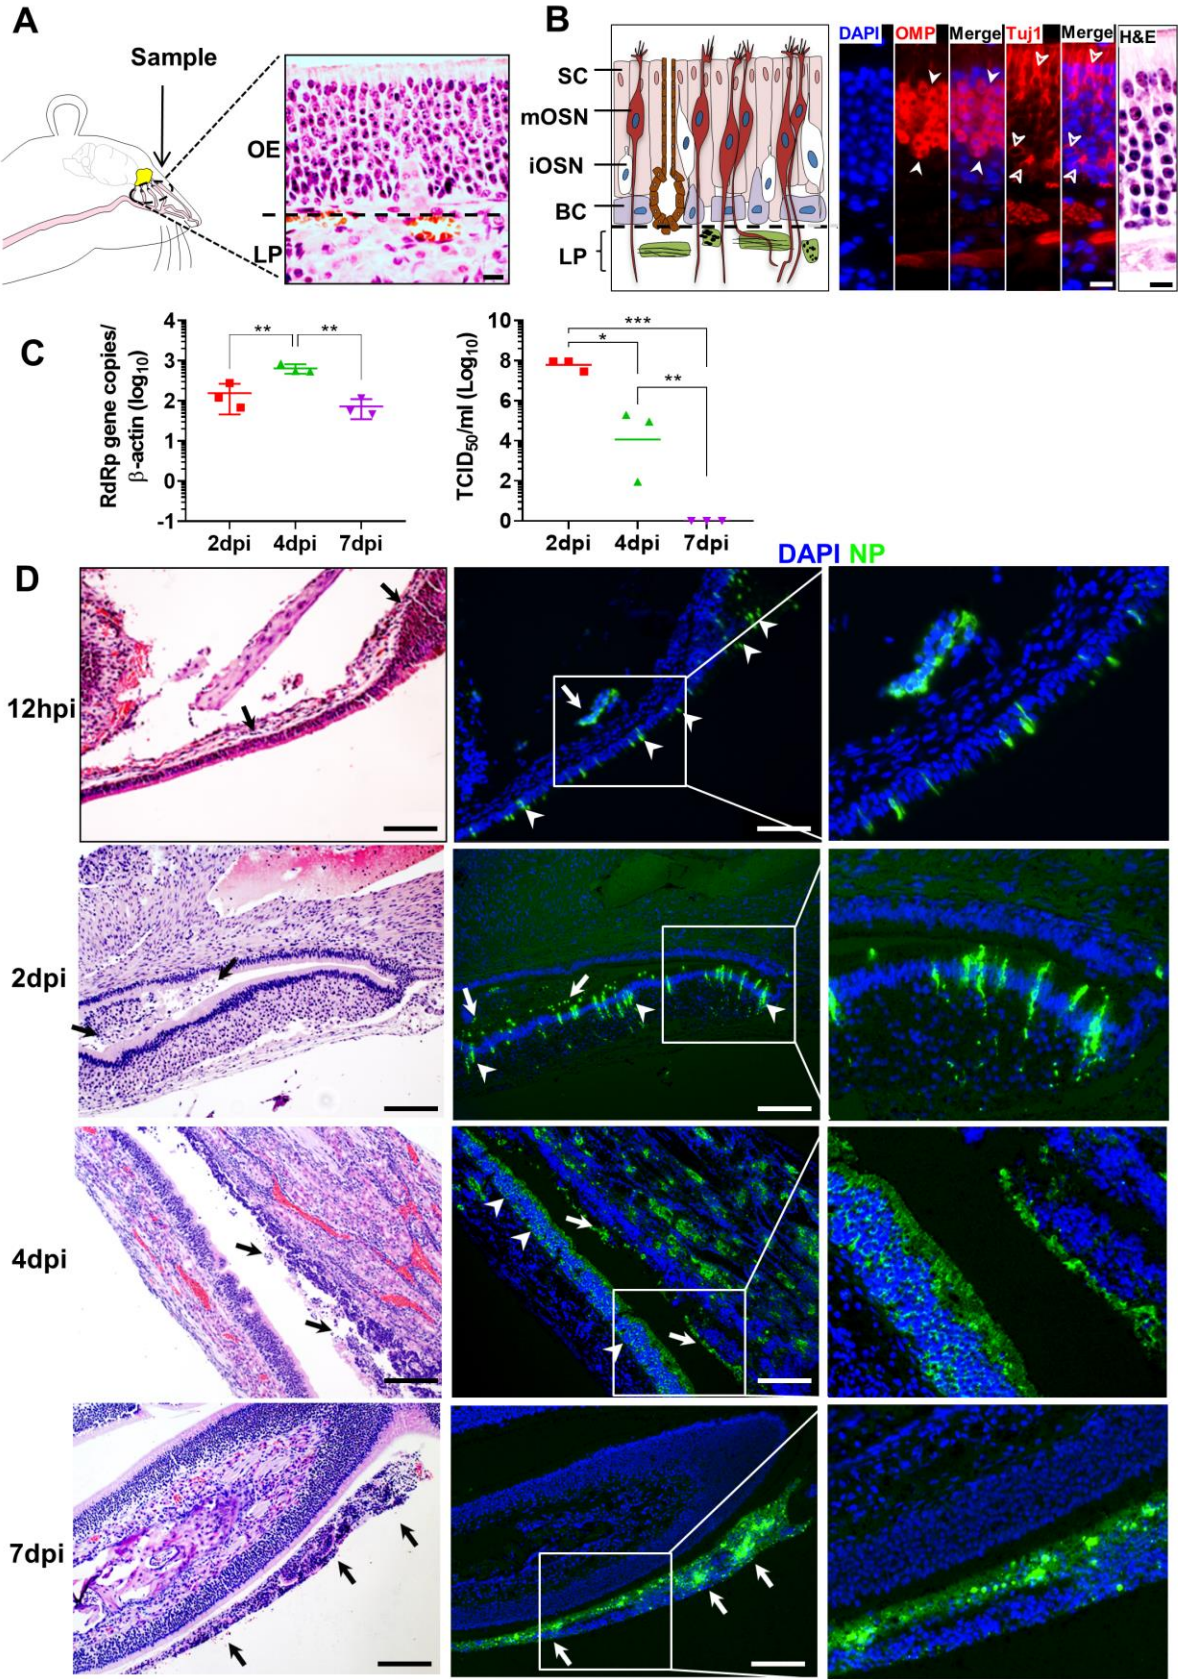 A
Sample
OE
LP
B
SC
mOSN
iOSN
BC
LP
DAPI OMP Merge Tuj1 Merge H&E
C
RdRp gene copies/
β-actin (log10)
4
3
2
1
0
-1
** **
2dpi 4dpi 7dpi
TCID50/ml (Log10)
10
8
6
4
2
0
***
*
**
2dpi 4dpi 7dpi
DAPI NP
D
12hpi
2dpi
4dpi
7dpi